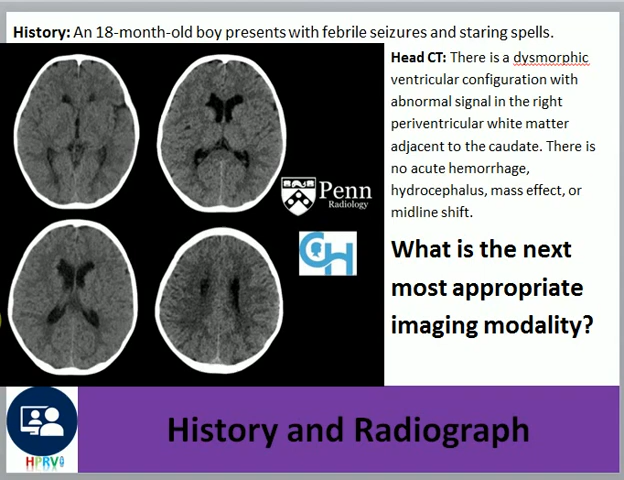 History: An 18-month-old boy presents with febrile seizures and staring spells.
Head CT: There is a dysmorphic
ventricular configuration with
abnormal signal in the right
periventricular white matter
adjacent to the caudate. There is
no acute hemorrhage,
hydrocephalus, mass effect, or
midline shift.
Penn
Radiology
CH
What is the next
most appropriate
imaging modality?
History and Radiograph
HPRV